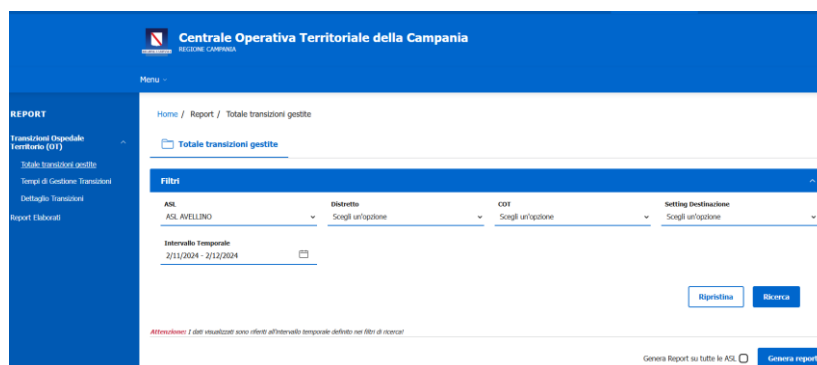 Centrale Operativa Territoriale della Campania
REGIONE CAMPANIA
Menu
REPORT
Transizioni Ospedale
Territorio (OT)
Totale transizioni gestite
Tempi di Gestione Transizioni
Dettaglio Transizioni
Report Elaborati
Home / Report / Totale transizioni gestite
Totale transizioni gestite
Filtri
ASL Distretto COT Setting Destinazione
ASL AVELLINO Scegli un'opzione Scegli un'opzione Scegli un'opzione
Intervallo Temporale
2/11/2024 - 2/12/2024
Ripristina Ricerca
Attenzione: I dati visualizzati sono riferiti all'intervallo temporale definito nei filtri di ricerca!
Genera Report su tutte le ASL Genera report